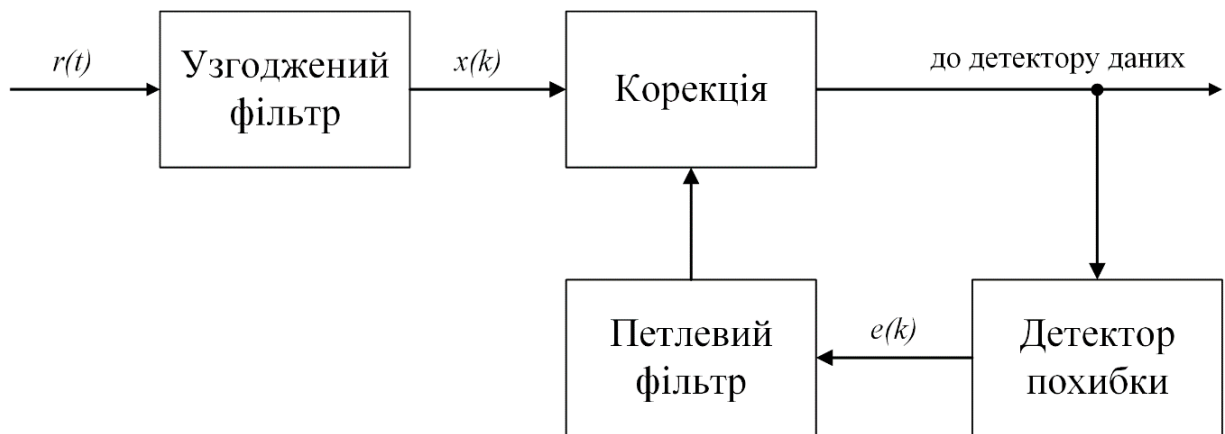 r(t)
Узгоджений
фільтр
x(k)
Корекція
до детектору даних
Петлевий
фільтр
e(k)
Детектор
похибки